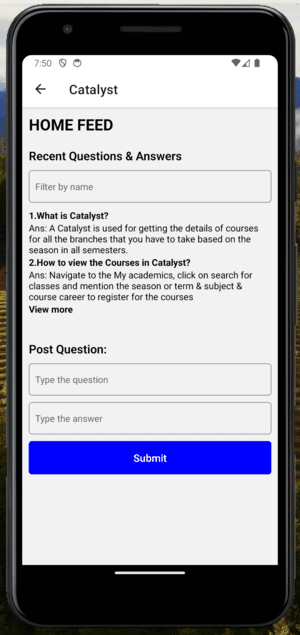 7:50
Catalyst
HOME FEED
Recent Questions & Answers
Filter by name
1.What is Catalyst?
Ans: A Catalyst is used for getting the details of courses
for all the branches that you have to take based on the
season in all semesters.
2.How to view the Courses in Catalyst?
Ans: Navigate to the My academics, click on search for
classes and mention the season or term & subject &
course career to register for the courses
View more
Post Question:
Type the question
Type the answer
Submit